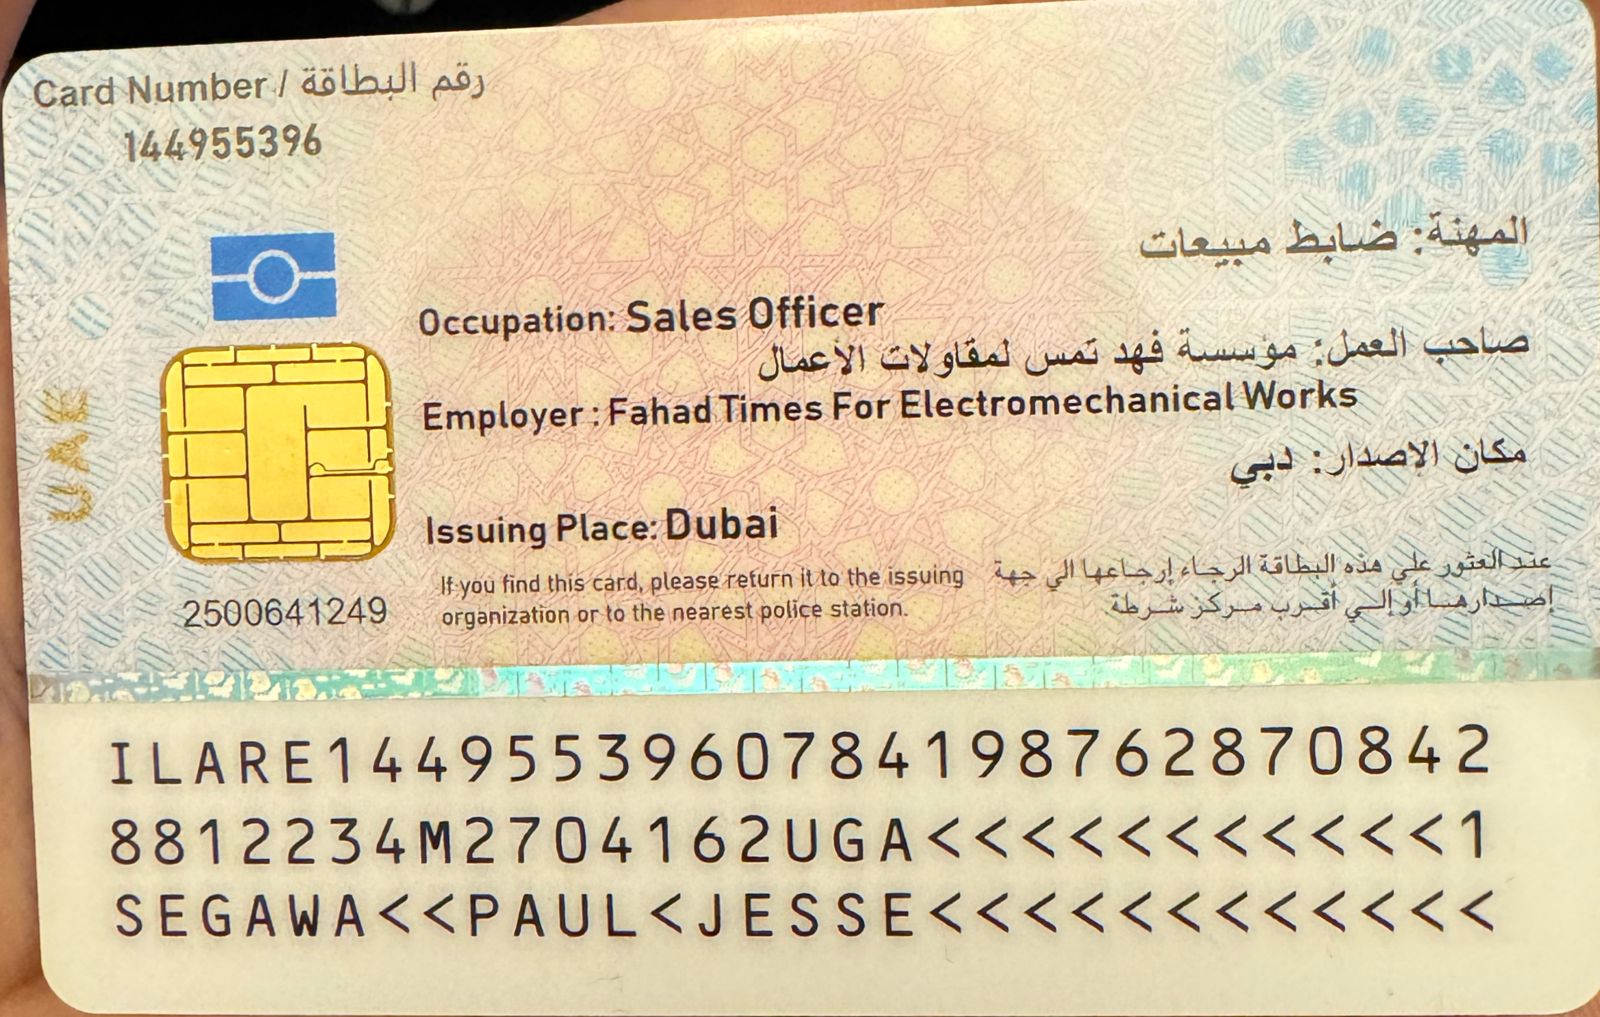 Card Number / رقم البطاقة
144955396
المهنة: ضابط مبيعات
Occupation: Sales Officer
صاحب العمل: مؤسسة فهد تمس لمقاولات الاعمال
Employer : Fahad Times For Electromechanical Works
مكان الاصدار: دبي
Issuing Place: Dubai
UAE
2500641249
If you find this card, please return it to the issuing
organization or to the nearest police station.
عند العثور علي هذه البطاقة الرجاء إرجاعها الي جهة
إصدارها أو إلي أقرب مركز شرطة
ILARE1449553960784198762870842
8812234M2704162UGA<<<<<<<<<<<<1
SEGAWA<<PAUL<JESSE<<<<<<<<<<<<<